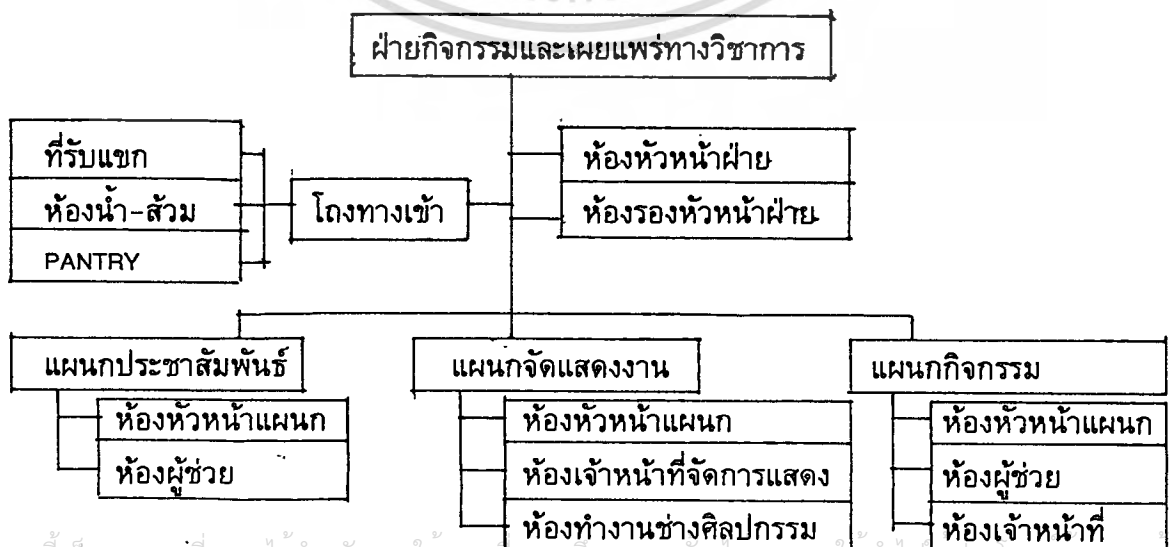 ฝ่ายกิจกรรมและเผยแพร่ทางวิชาการ
ที่รับแขก
ห้องน้ำ-ส้วม
PANTRY
โถงทางเข้า
ห้องหัวหน้าฝ่าย
ห้องรองหัวหน้าฝ่าย
แผนกประชาสัมพันธ์
ห้องหัวหน้าแผนก
ห้องผู้ช่วย
แผนกจัดแสดงงาน
ห้องหัวหน้าแผนก
ห้องเจ้าหน้าที่จัดการแสดง
ห้องทำงานช่างศิลปกรรม
แผนกกิจกรรม
ห้องหัวหน้าแผนก
ห้องผู้ช่วย
ห้องเจ้าหน้าที่